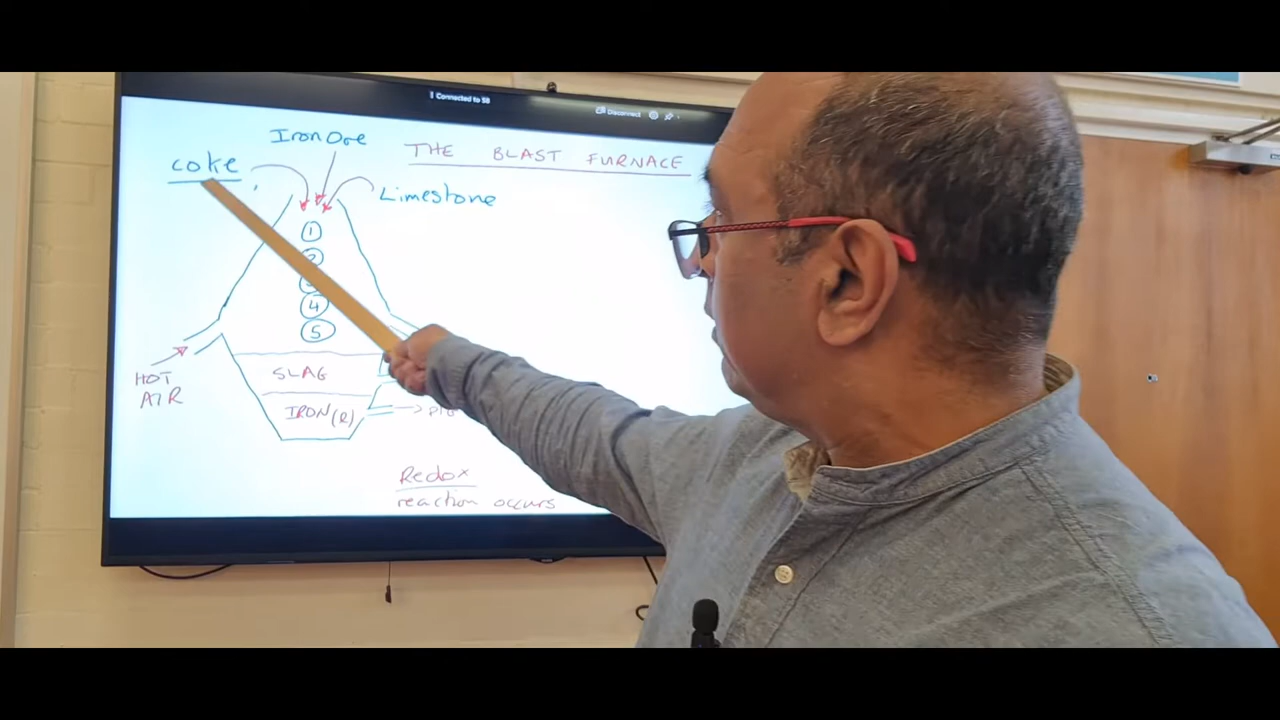 Connected to 58
Disconnect
THE BLAST FURNACE
Iron Ore
coke
Limestone
1
2
4
5
HOT
AIR
SLAG
IRON (l)
Redox
reaction occurs